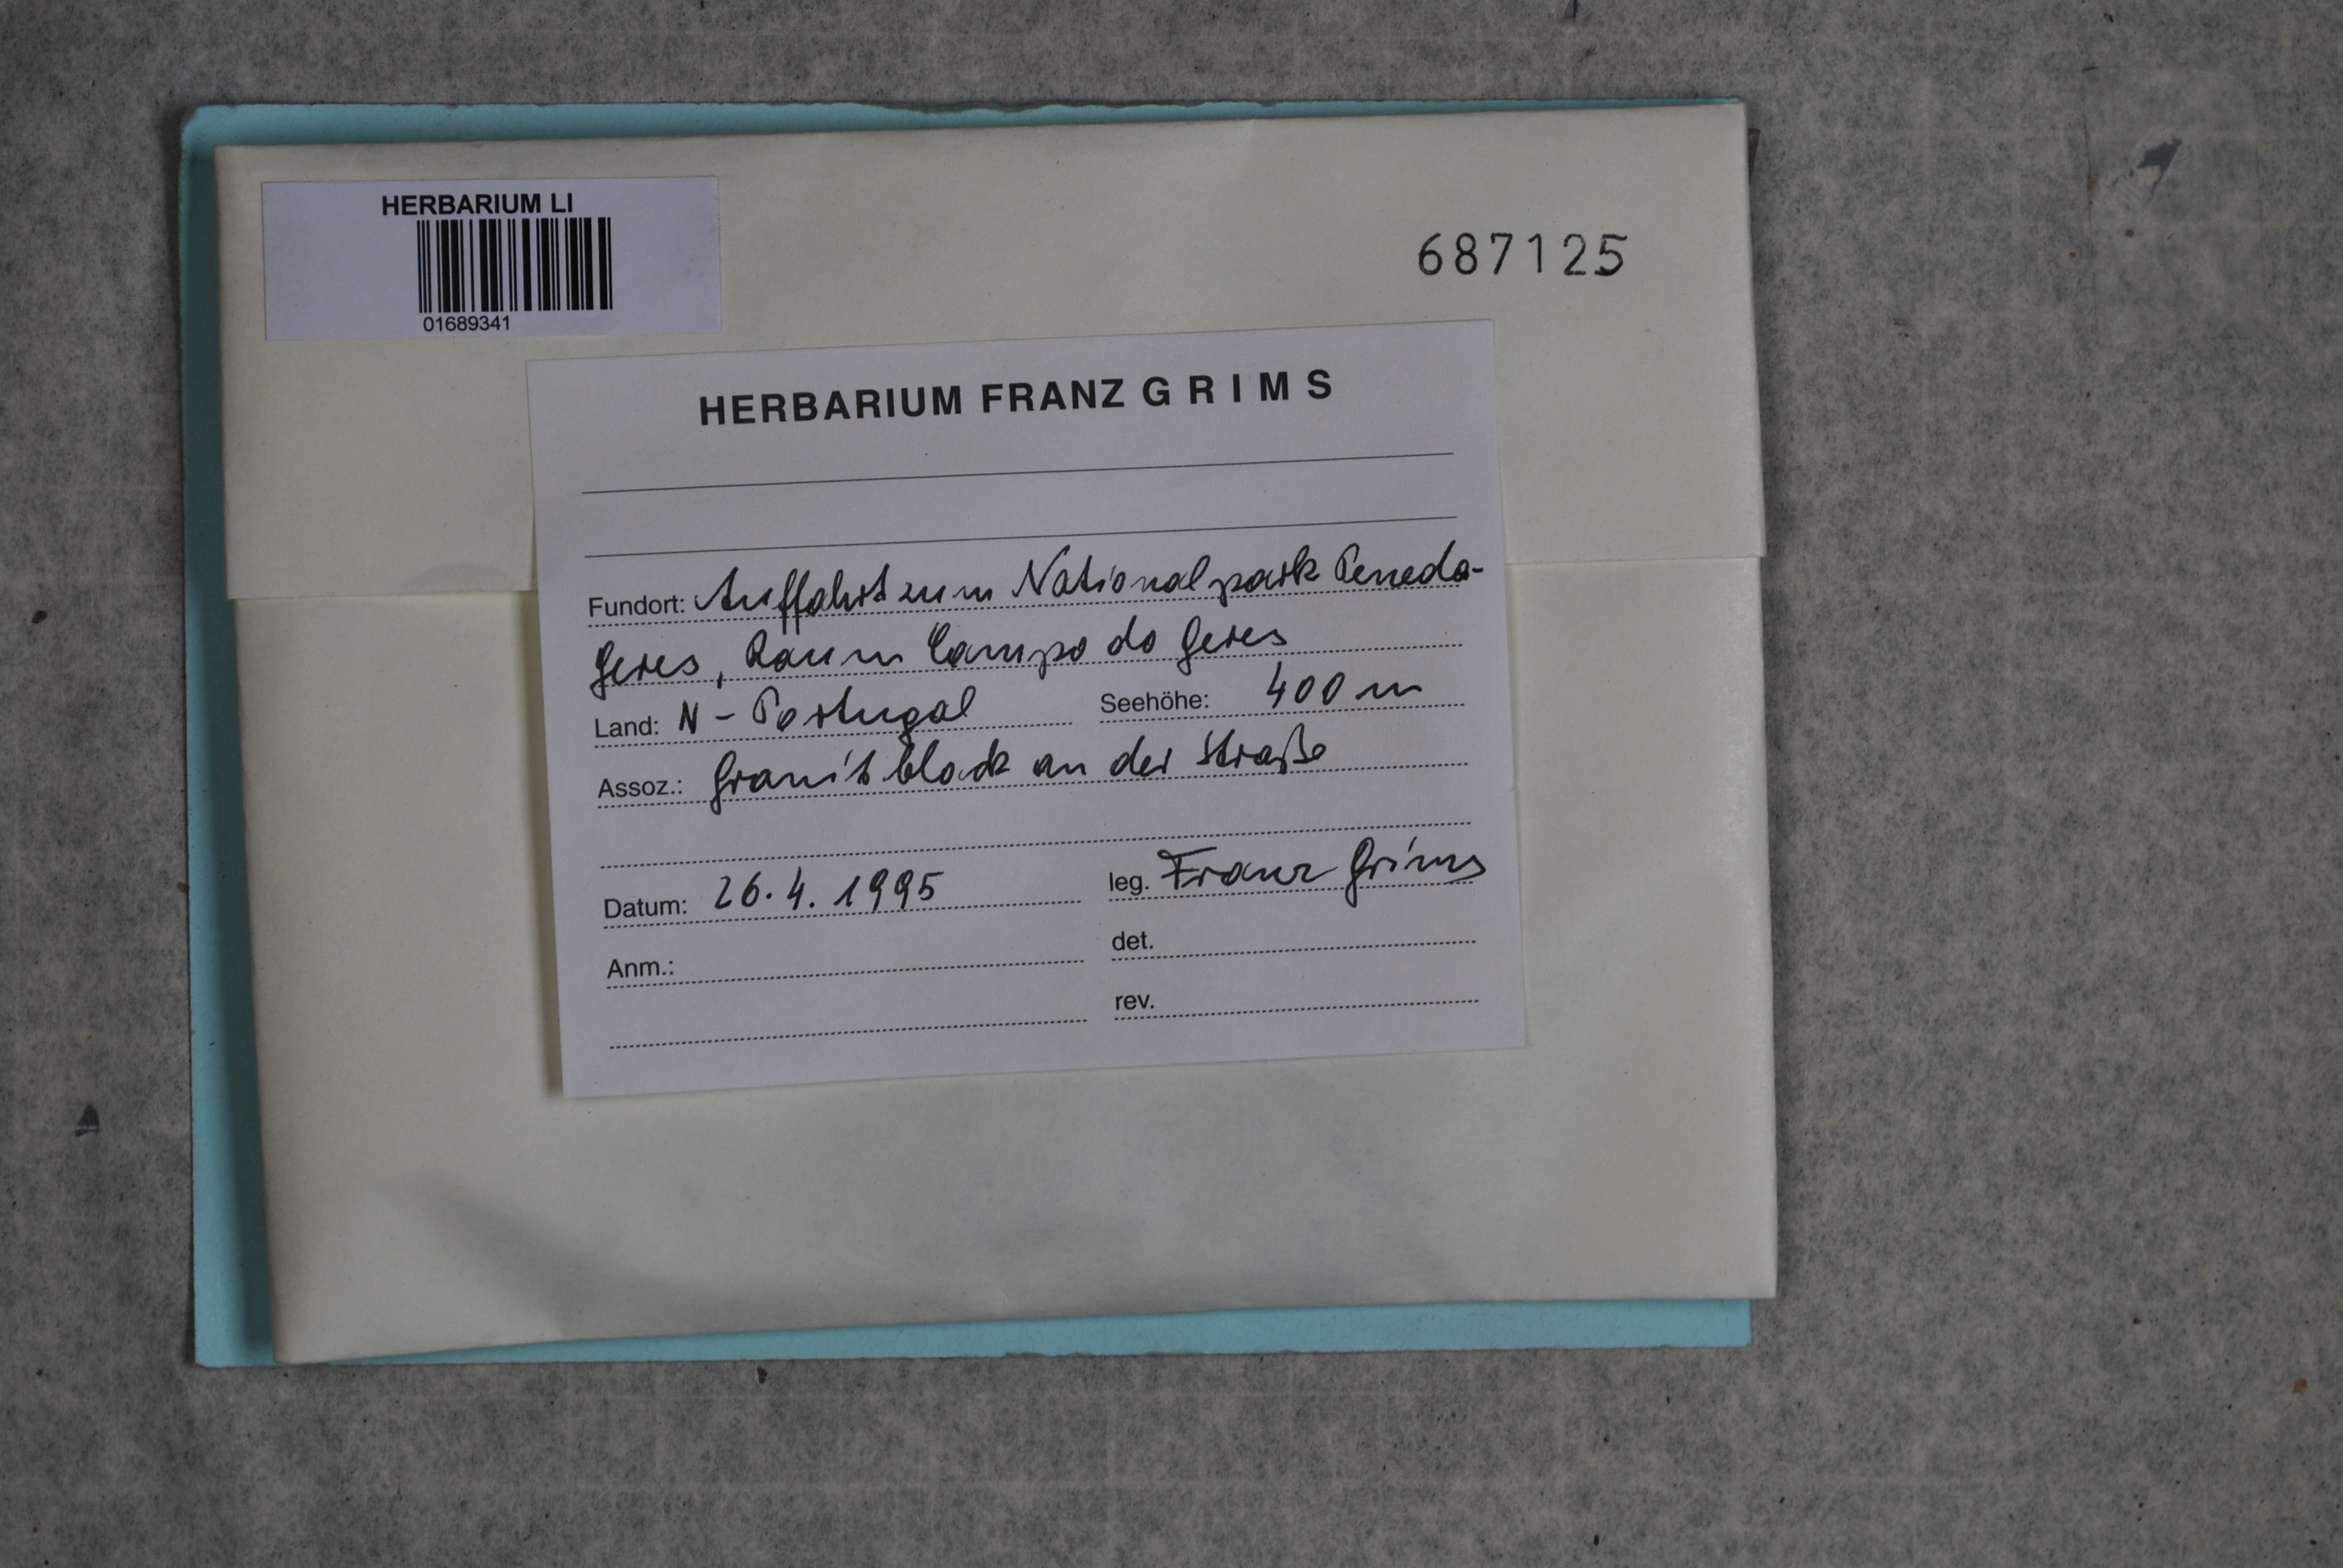 HERBARIUM LI
01689341
687125
HERBARIUM FRANZ GRIMS
Fundort: Auffahrt zum Nationalpark Peneda-
Geres, Raum Campo do Geres
Land: N - Portugal Seehöhe: 400 m
Assoz.: Granitblock an der Straße
Datum: 26.4.1995 leg. Franz Grims
det.
Anm.:
rev.